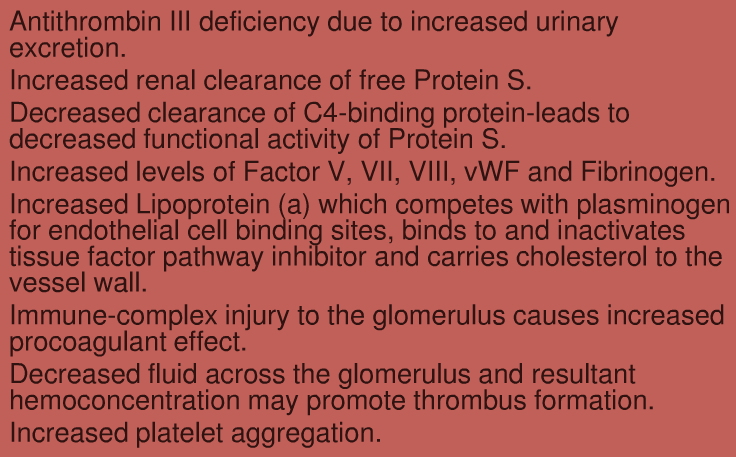 Antithrombin III deficiency due to increased urinary
excretion.
Increased renal clearance of free Protein S.
Decreased clearance of C4-binding protein-leads to
decreased functional activity of Protein S.
Increased levels of Factor V, VII, VIII, vWF and Fibrinogen.
Increased Lipoprotein (a) which competes with plasminogen
for endothelial cell binding sites, binds to and inactivates
tissue factor pathway inhibitor and carries cholesterol to the
vessel wall.
Immune-complex injury to the glomerulus causes increased
procoagulant effect.
Decreased fluid across the glomerulus and resultant
hemoconcentration may promote thrombus formation.
Increased platelet aggregation.